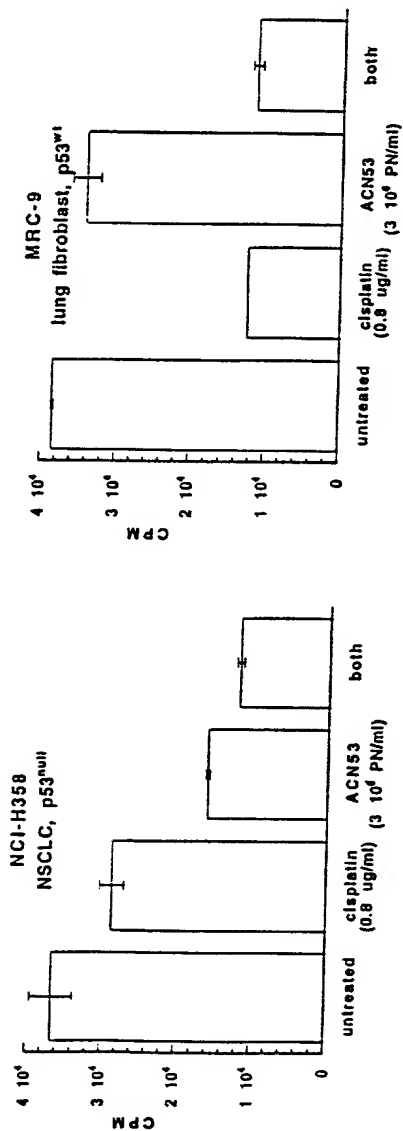 NCI-H358
NSCLC, p53null
CPM
4 10⁴
3 10⁴
2 10⁴
1 10⁴
0
untreated
cisplatin
(0.8 ug/ml)
ACN53
(3 10⁶ PN/ml)
both
MRC-9
lung fibroblast, p53wt
CPM
4 10⁴
3 10⁴
2 10⁴
1 10⁴
0
untreated
cisplatin
(0.8 ug/ml)
ACN53
(3 10⁶ PN/ml)
both